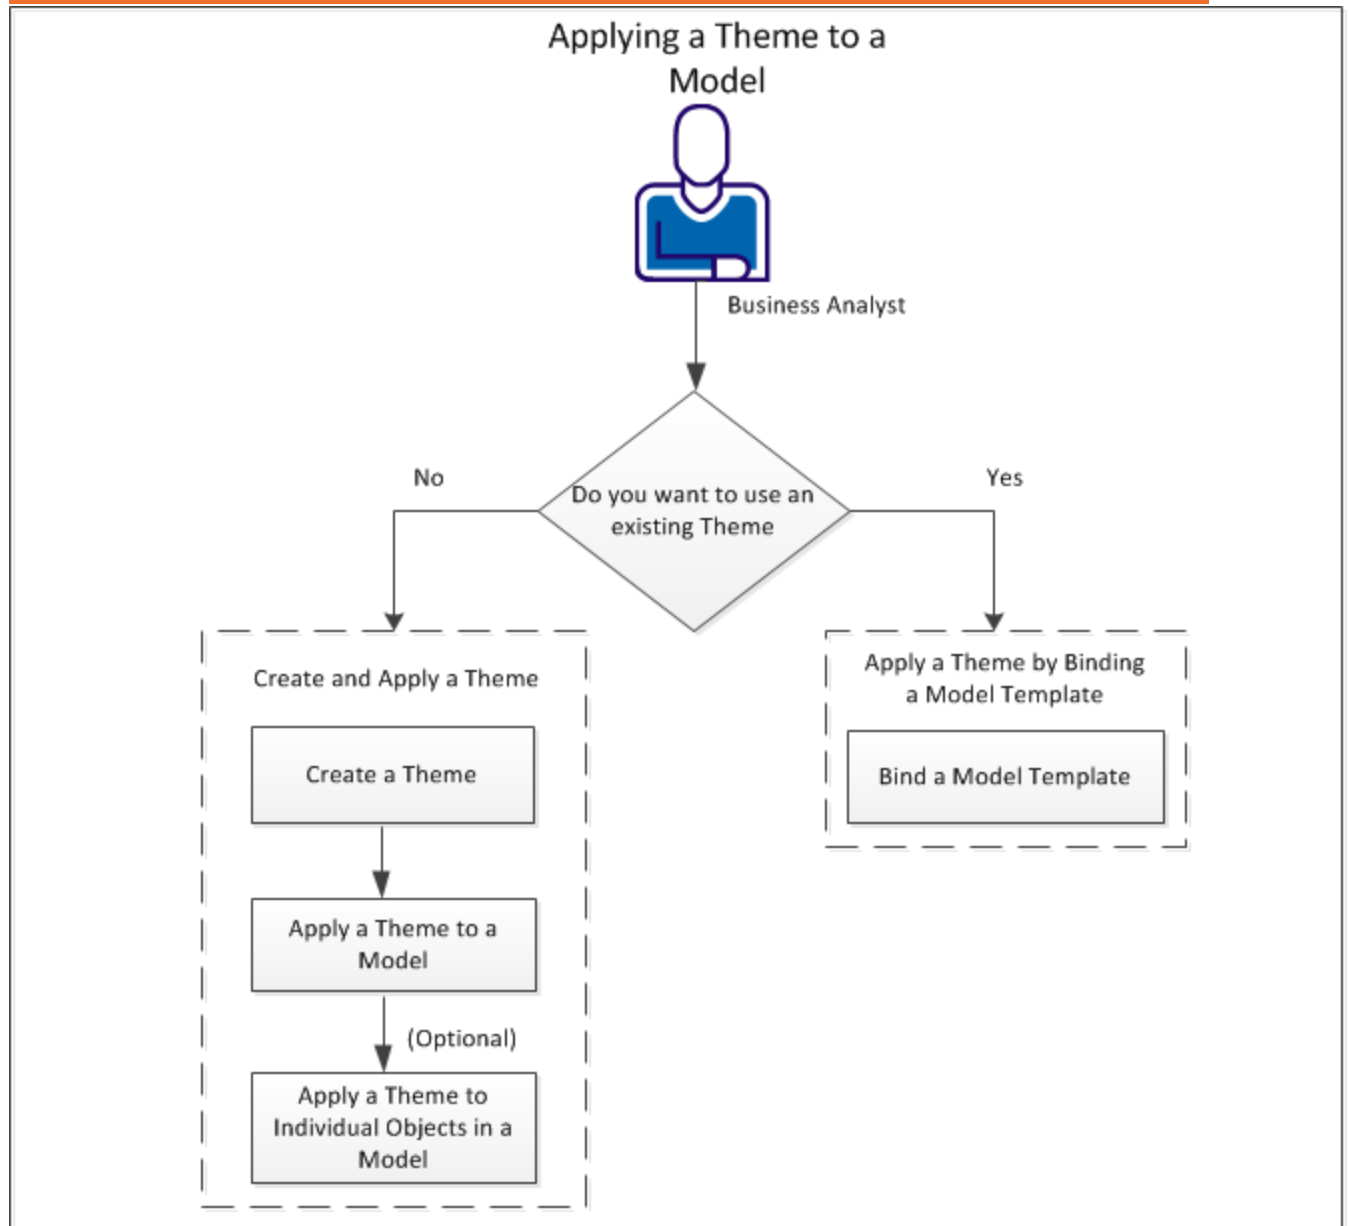 Applying a Theme to a
Model
Business Analyst
No
Yes
Do you want to use an
existing Theme
Create and Apply a Theme
Create a Theme
Apply a Theme to a
Model
(Optional)
Apply a Theme to
Individual Objects in a
Model
Apply a Theme by Binding
a Model Template
Bind a Model Template